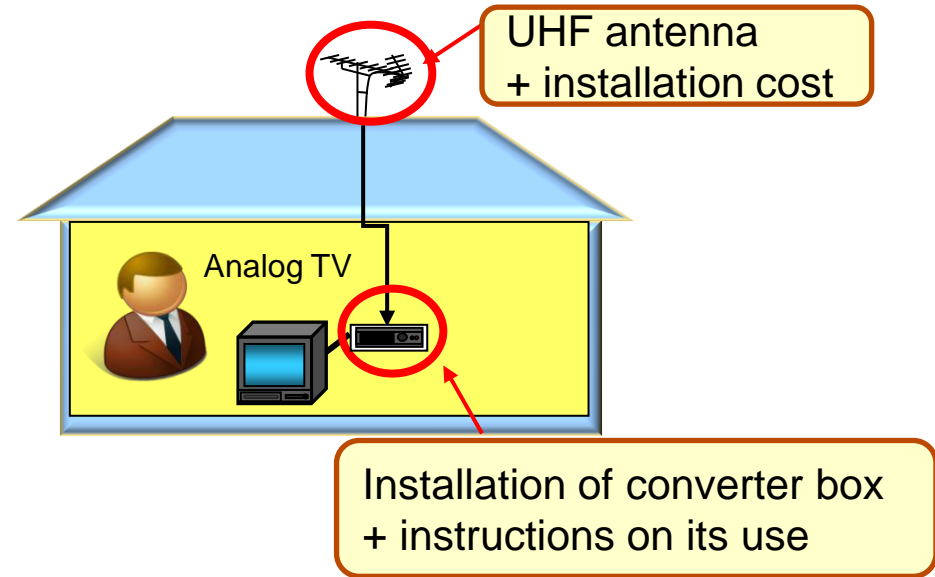 UHF antenna
+ installation cost
Analog TV
Installation of converter box
+ instructions on its use